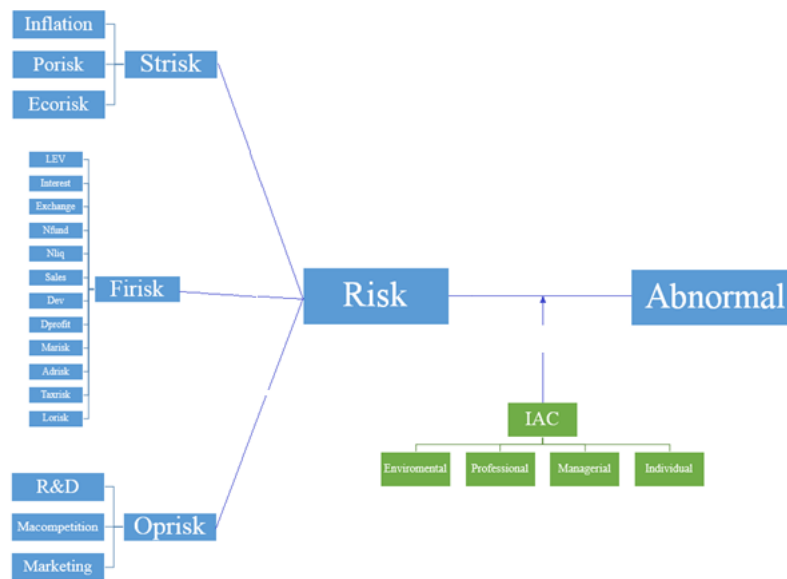 Inflation
Porisk
Ecorisk
Strisk
LEV
Interest
Exchange
Nfund
Nliq
Sales
Dev
Dprofit
Marisk
Adrisk
Taxrisk
Lorisk
Firisk
R&D
Macompetition
Marketing
Oprisk
Risk
Abnormal
IAC
Enviromental
Professional
Managerial
Individual